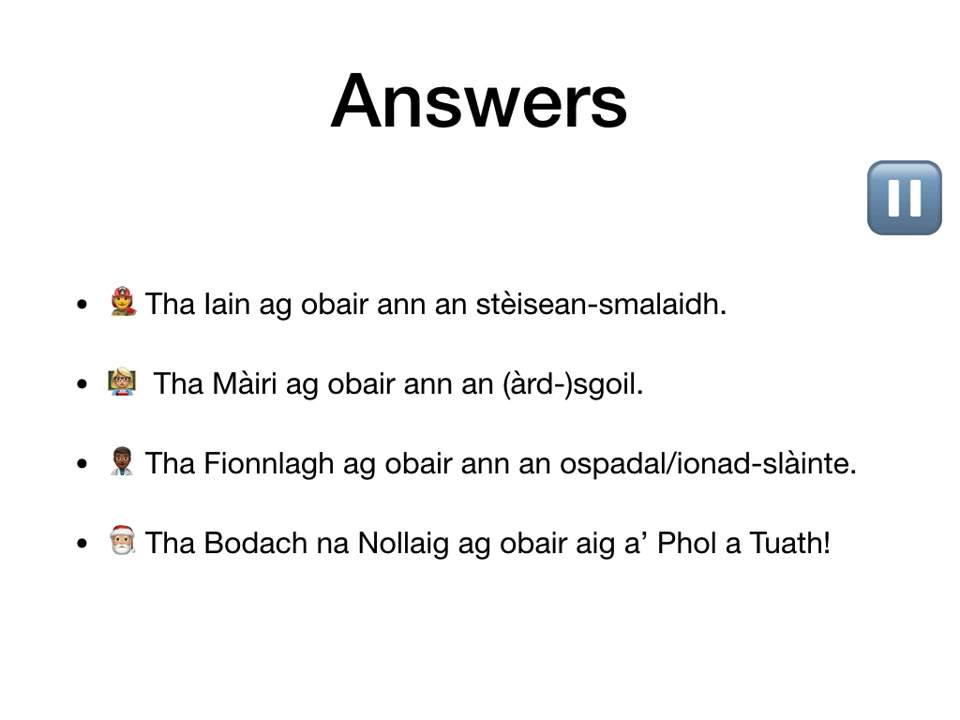 Answers
• 👩‍🚒 Tha Iain ag obair ann an stèisean-smalaidh.
• 👩🏼‍🏫 Tha Màiri ag obair ann an (àrd-)sgoil.
• 👨🏿‍⚕️ Tha Fionnlagh ag obair ann an ospadal/ionad-slàinte.
• 🎅🏼 Tha Bodach na Nollaig ag obair aig a’ Phol a Tuath!